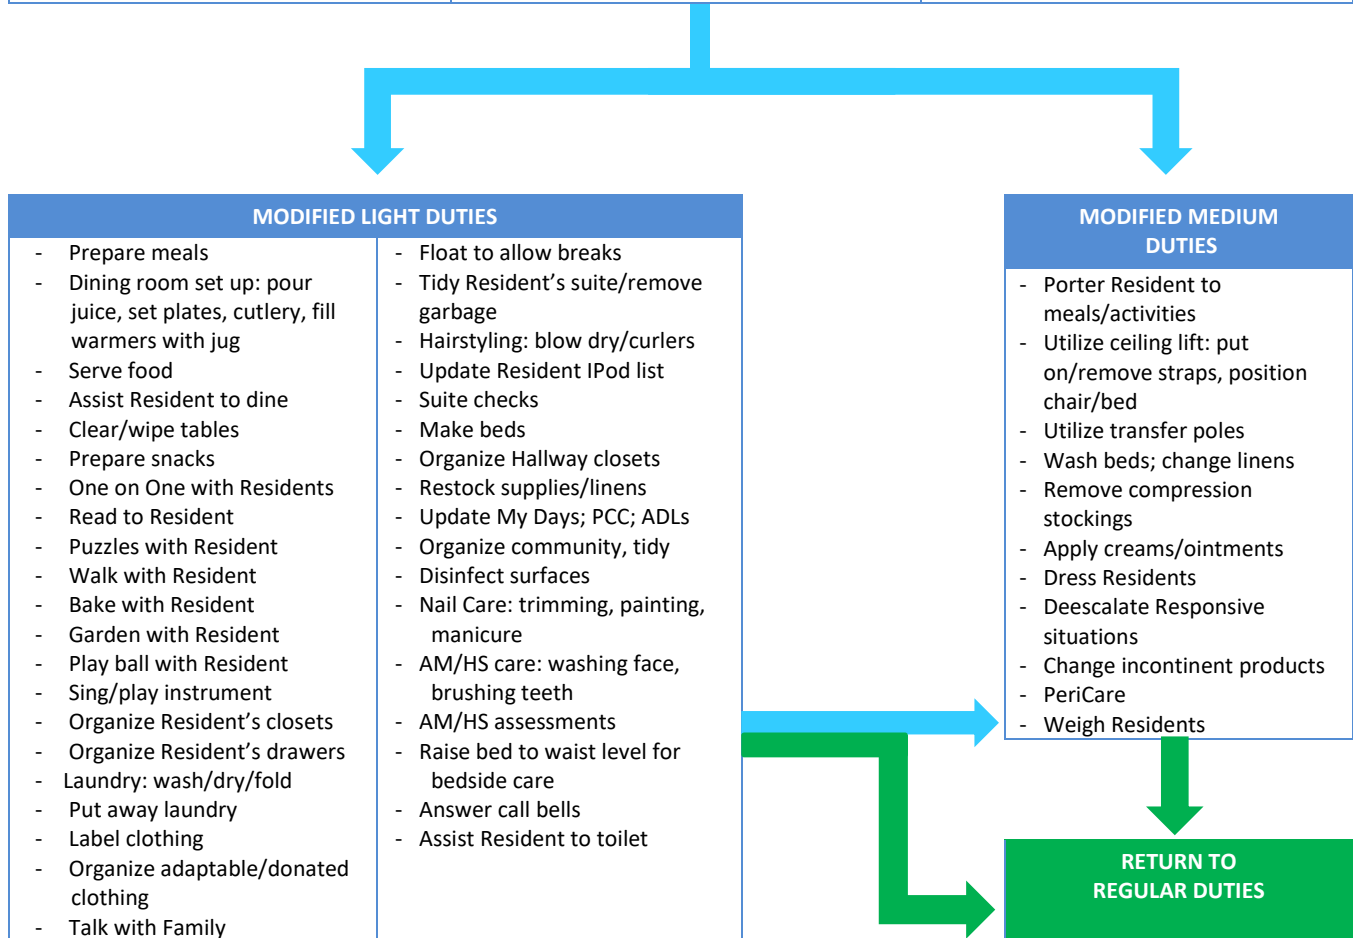 MODIFIED LIGHT DUTIES
- Prepare meals
- Dining room set up: pour
juice, set plates, cutlery, fill
warmers with jug
- Serve food
- Assist Resident to dine
- Clear/wipe tables
- Prepare snacks
- One on One with Residents
- Read to Resident
- Puzzles with Resident
- Walk with Resident
- Bake with Resident
- Garden with Resident
- Play ball with Resident
- Sing/play instrument
- Organize Resident's closets
- Organize Resident's drawers
- Laundry: wash/dry/fold
- Put away laundry
- Label clothing
- Organize adaptable/donated
clothing
- Talk with Family
- Float to allow breaks
- Tidy Resident's suite/remove
garbage
- Hairstyling: blow dry/curlers
- Update Resident IPod list
- Suite checks
- Make beds
- Organize Hallway closets
- Restock supplies/linens
- Update My Days; PCC; ADLs
- Organize community, tidy
- Disinfect surfaces
- Nail Care: trimming, painting,
manicure
- AM/HS care: washing face,
brushing teeth
- AM/HS assessments
- Raise bed to waist level for
bedside care
- Answer call bells
- Assist Resident to toilet
MODIFIED MEDIUM
DUTIES
- Porter Resident to
meals/activities
- Utilize ceiling lift: put
on/remove straps, position
chair/bed
- Utilize transfer poles
- Wash beds; change linens
- Remove compression
stockings
- Apply creams/ointments
- Dress Residents
- Deescalate Responsive
situations
- Change incontinent products
- PeriCare
- Weigh Residents
RETURN TO
REGULAR DUTIES